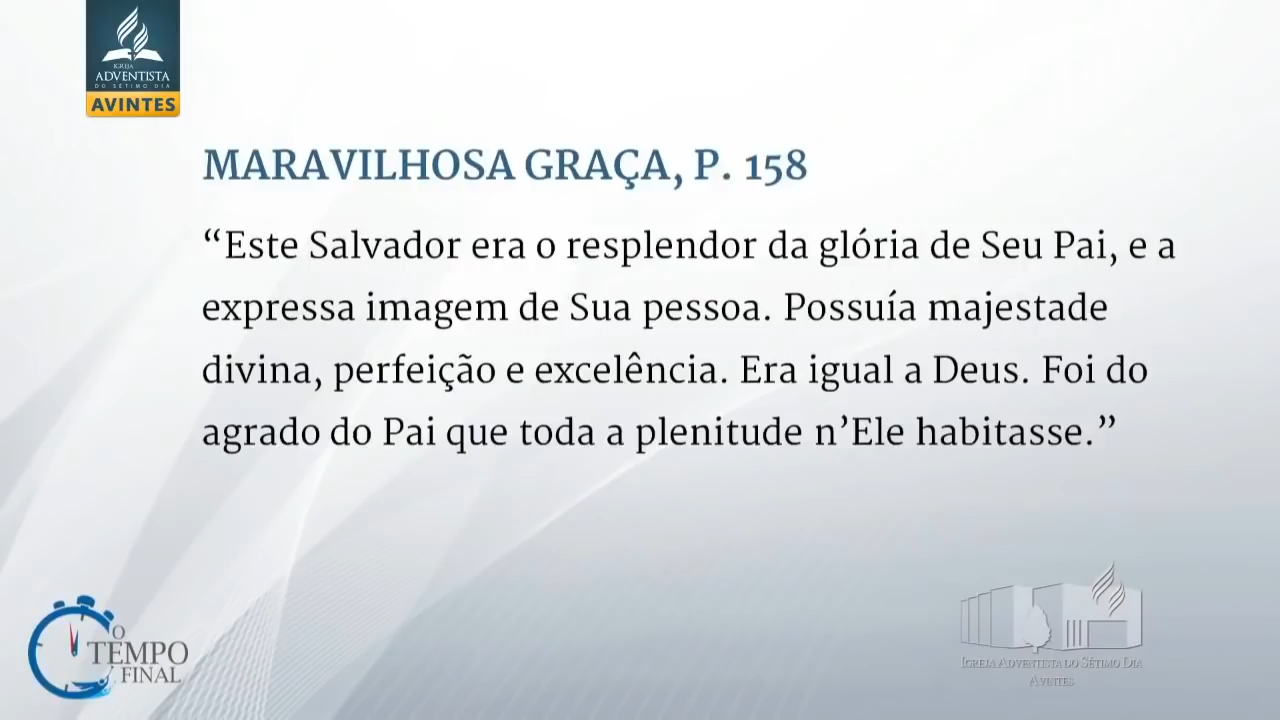 IGREJA
ADVENTISTA
DO SÉTIMO DIA
AVINTES
MARAVILHOSA GRAÇA, P. 158
“Este Salvador era o resplendor da glória de Seu Pai, e a
expressa imagem de Sua pessoa. Possuía majestade
divina, perfeição e excelência. Era igual a Deus. Foi do
agrado do Pai que toda a plenitude n’Ele habitasse.”
O
TEMPO
FINAL
IGREJA ADVENTISTA DO SÉTIMO DIA
AVINTES